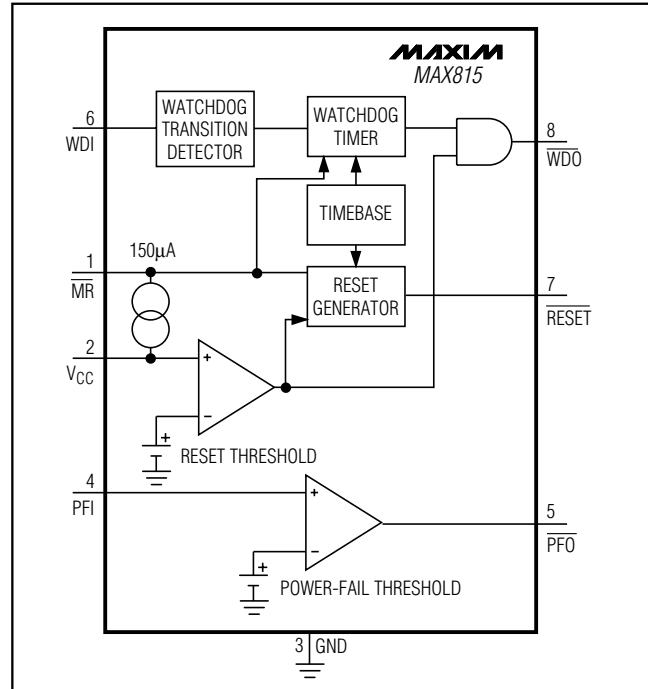 MAXIM
MAX815
6
WDI
WATCHDOG
TRANSITION
DETECTOR
WATCHDOG
TIMER
8
WDO
TIMEBASE
150µA
1
MR
RESET
GENERATOR
7
RESET
2
VCC
+
−
+
RESET THRESHOLD
4
PFI
+
−
5
PFO
+
POWER-FAIL THRESHOLD
3 GND